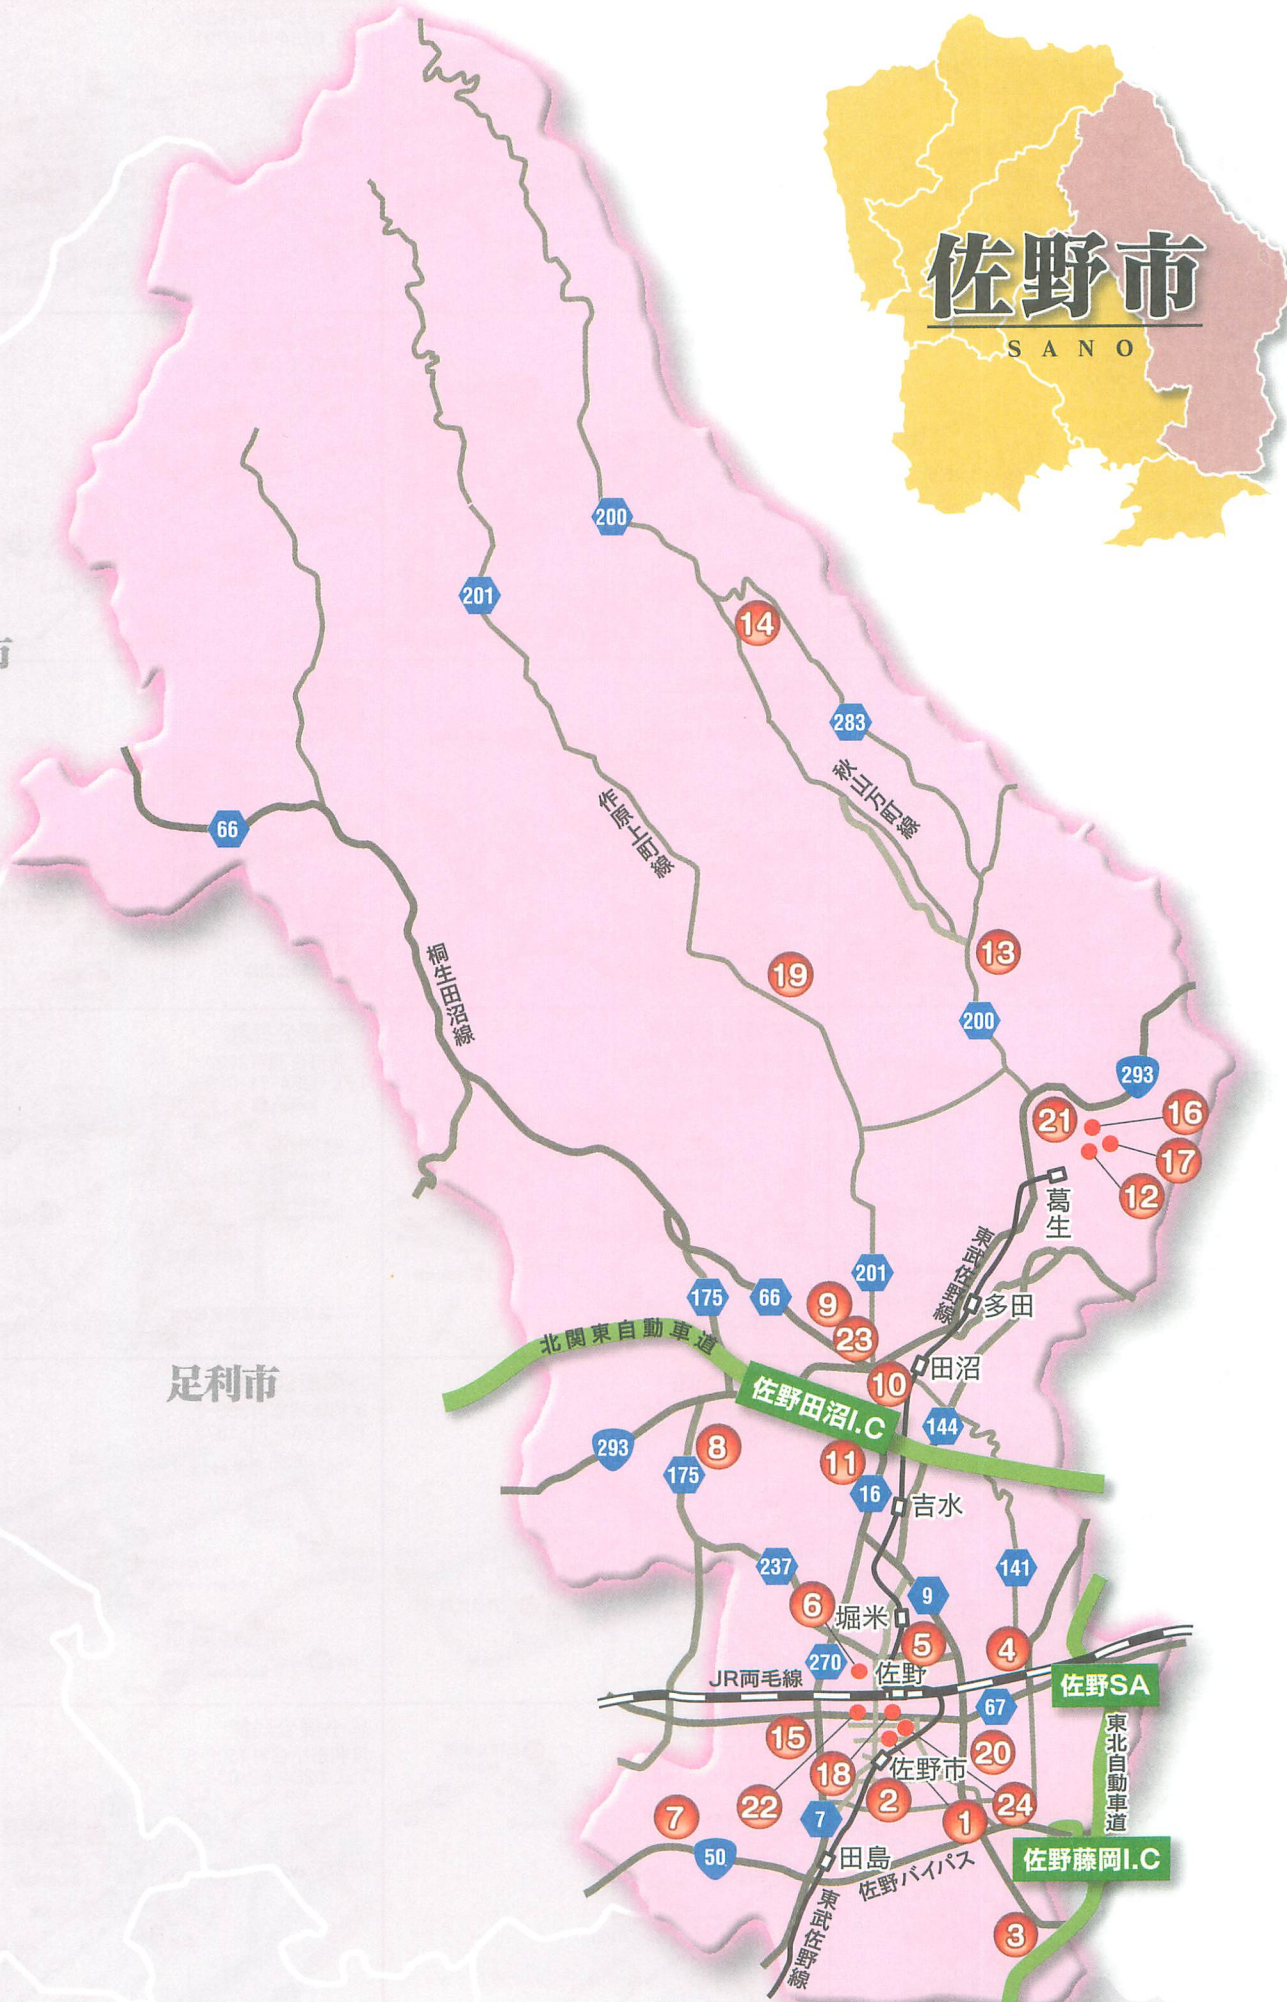 佐野市
SANO
200
201
14
283
秋山万町線
66
作原上町線
桐生田沼線
19
13
200
293
21
16
17
12
葛生
東武佐野線
201
175
66
9
多田
北関東自動車道
23
田沼
足利市
10
佐野田沼I.C
144
293
8
175
11
16
吉水
237
141
9
6
堀米
5
4
270
佐野
JR両毛線
佐野SA
67
15
20
東北自動車道
18
佐野市
22
2
24
7
7
1
50
田島
佐野バイパス
佐野藤岡I.C
東武佐野線
3
市